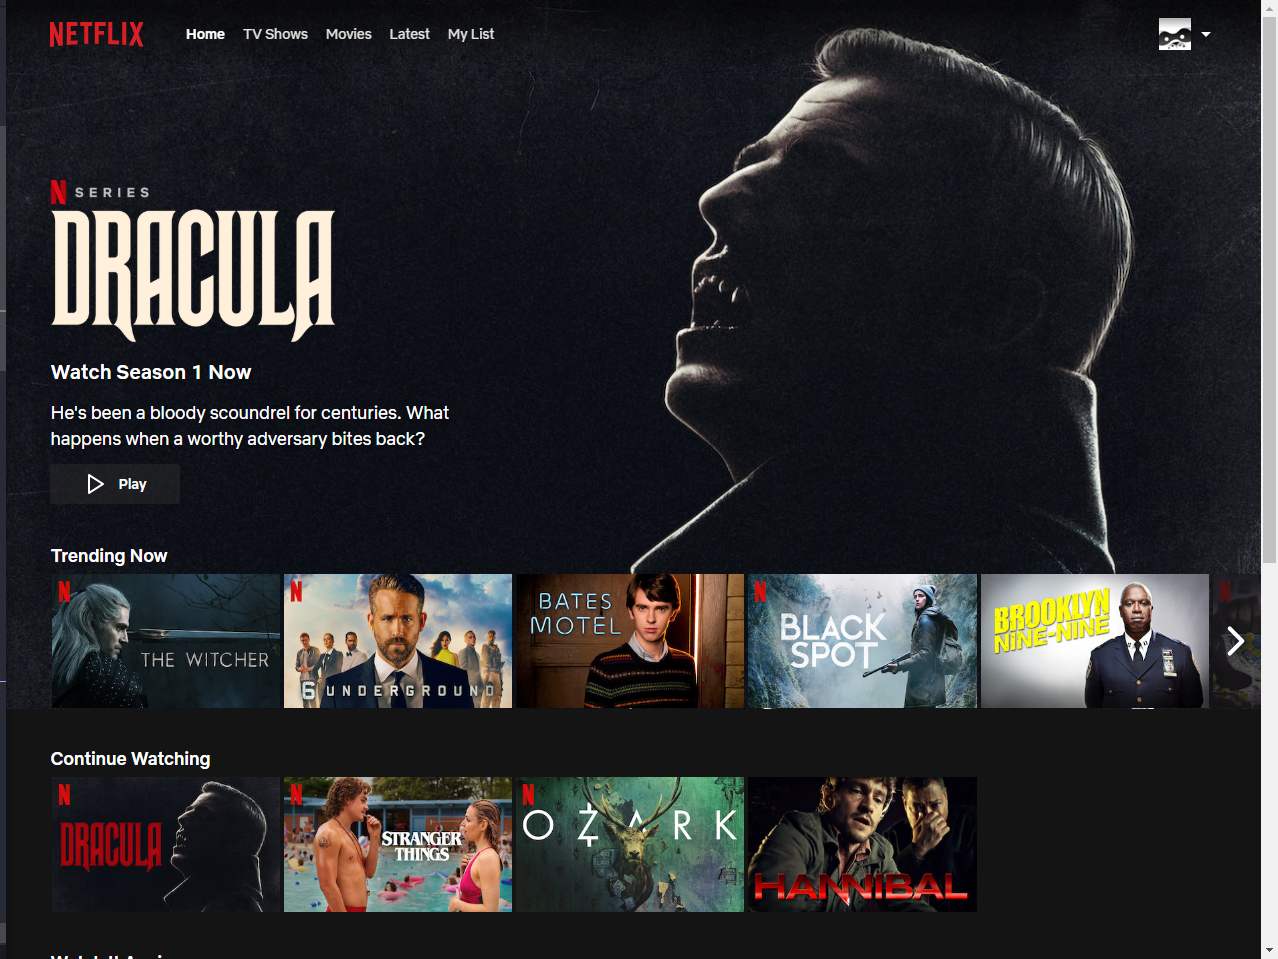 NETFLIX
Home TV Shows Movies Latest My List
N SERIES
DRACULA
Watch Season 1 Now
He's been a bloody scoundrel for centuries. What
happens when a worthy adversary bites back?
Play
Trending Now
N
THE WITCHER
N
6 UNDERGROUND
BATES
MOTEL
N
BLACK
SPOT
BROOKLYN
NINE-NINE
N
Continue Watching
N
DRACULA
N
STRANGER
THINGS
N
OZARK
HANNIBAL